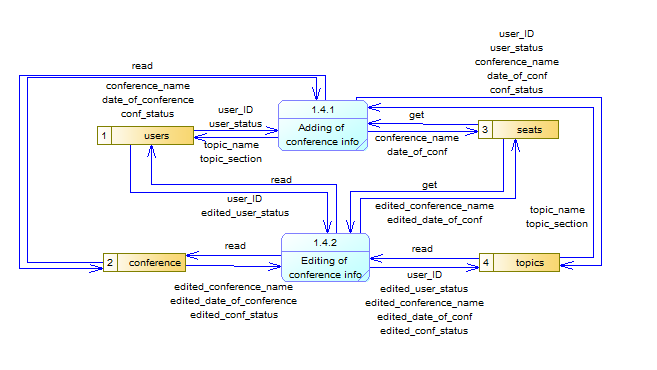 user_ID
user_status
conference_name
date_of_conf
conf_status
read
conference_name
date_of_conference
conf_status
user_ID
user_status
1.4.1
Adding of
conference info
get
1
users
3
seats
topic_name
topic_section
conference_name
date_of_conf
read
get
user_ID
edited_user_status
edited_conference_name
edited_date_of_conf
topic_name
topic_section
1.4.2
Editing of
conference info
read
read
2
conference
4
topics
edited_conference_name
edited_date_of_conference
edited_conf_status
user_ID
edited_user_status
edited_conference_name
edited_date_of_conf
edited_conf_status